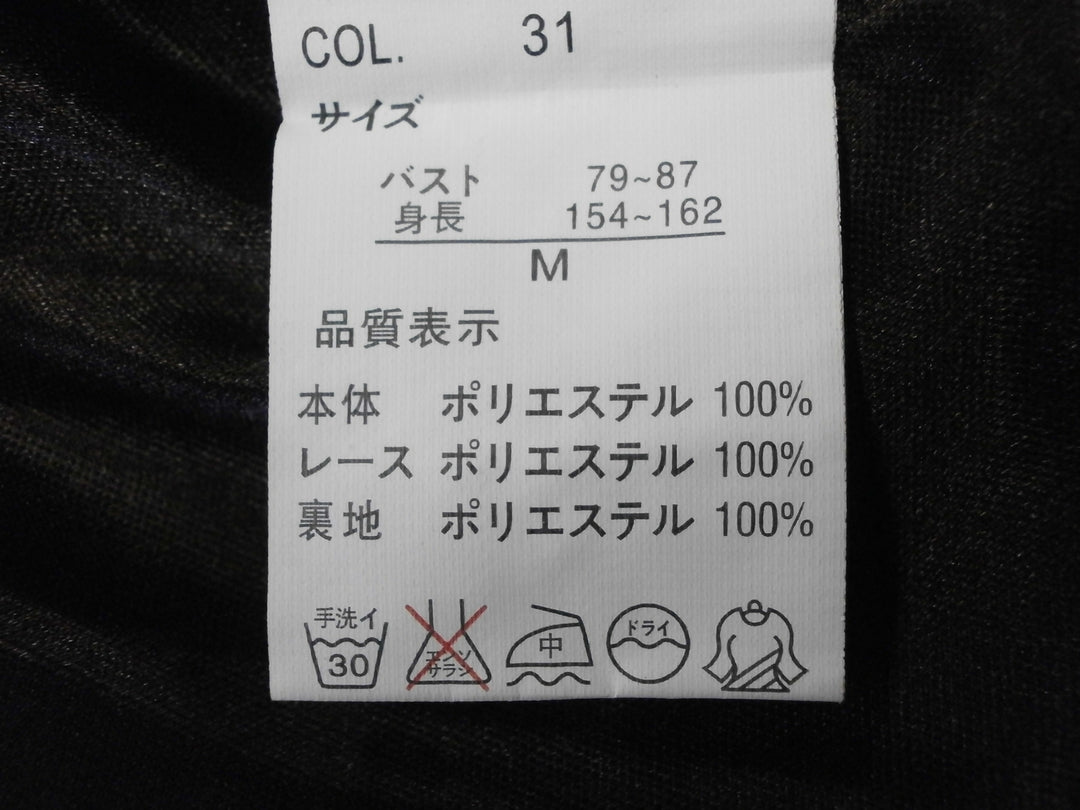 COL. 31
サイズ
バスト 79~87
身長 154~162
M
品質表示
本体 ポリエステル 100%
レース ポリエステル 100%
裏地 ポリエステル 100%
手洗イ 30
エンソ サラシ
中
ドライ